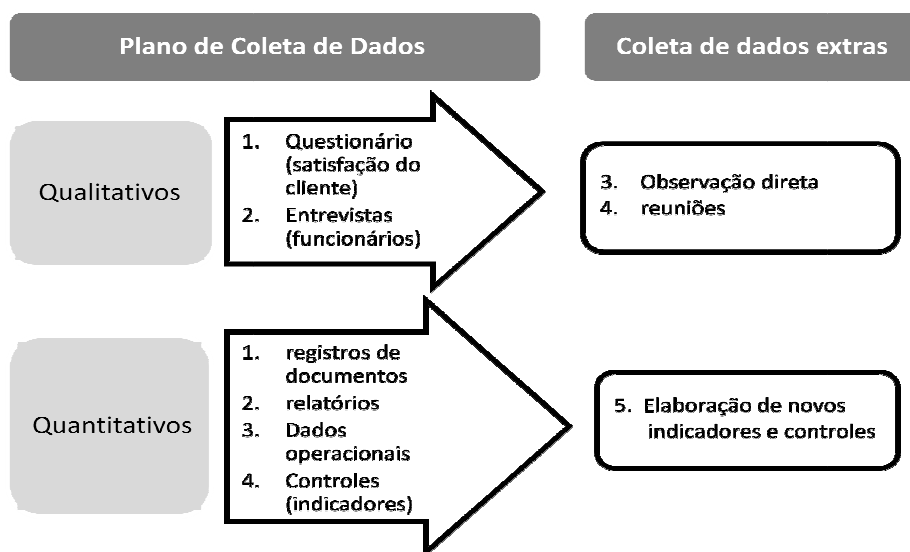 Plano de Coleta de Dados
Coleta de dados extras
Qualitativos
1. Questionário
(satisfação do
cliente)
2. Entrevistas
(funcionários)
3. Observação direta
4. reuniões
Quantitativos
1. registros de
documentos
2. relatórios
3. Dados
operacionais
4. Controles
(indicadores)
5. Elaboração de novos
indicadores e controles